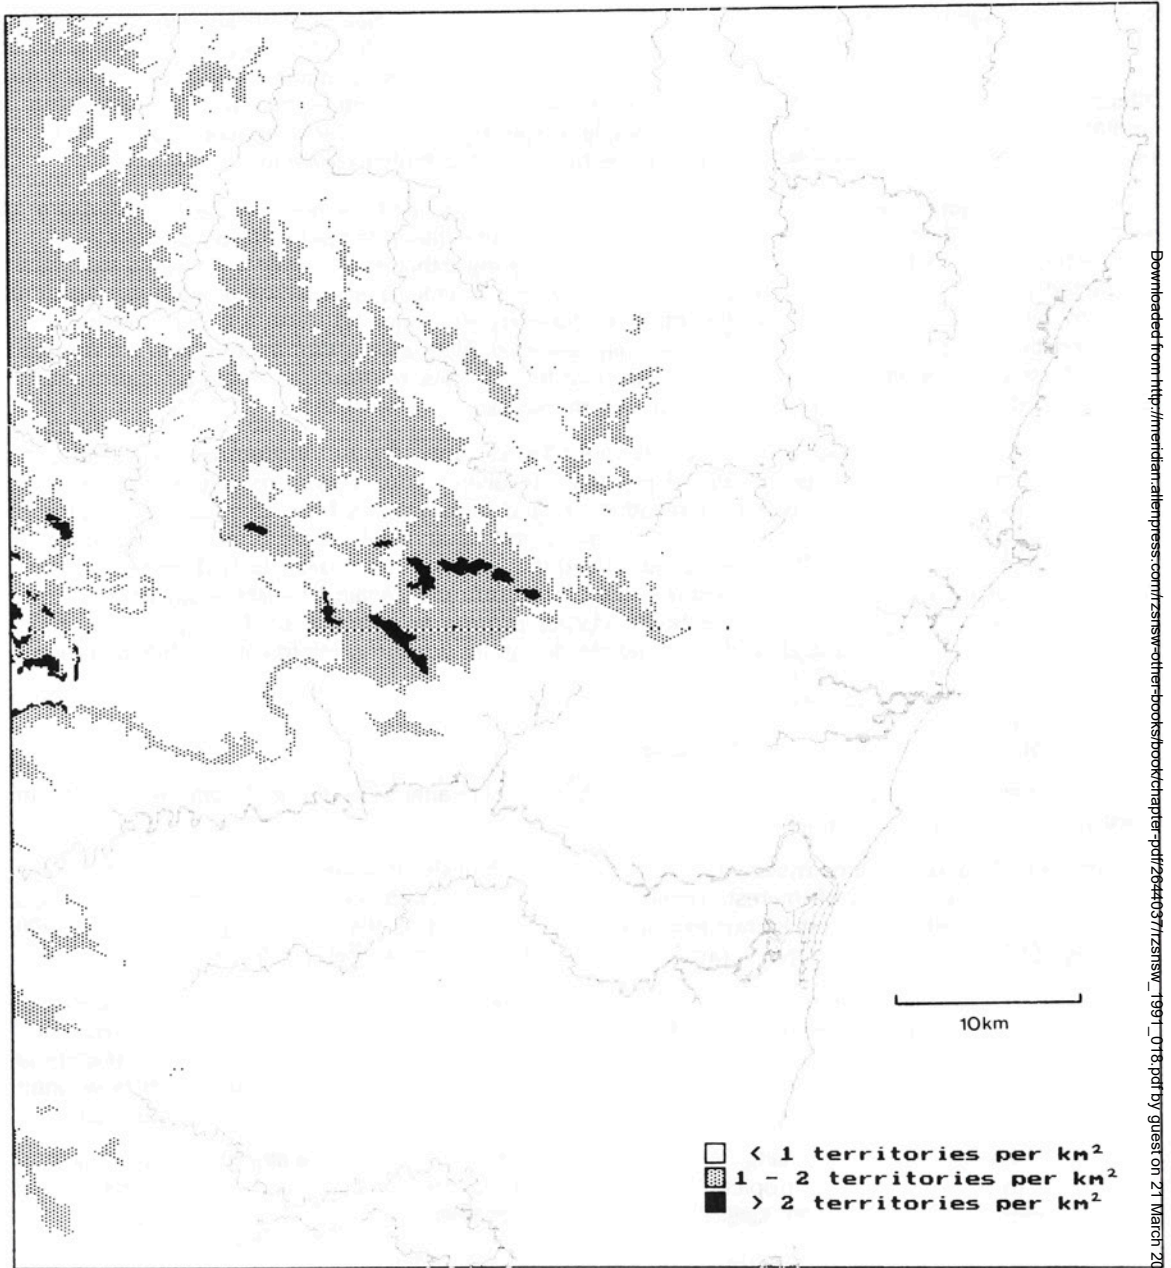 10km
< 1 territories per km²
1 – 2 territories per km²
> 2 territories per km²
Downloaded from http://meridian.allenpress.com/rzsnsw-other-books/book/chapter-pdf/2644037/rzsnsw_1991_018.pdf by guest on 21 March 20